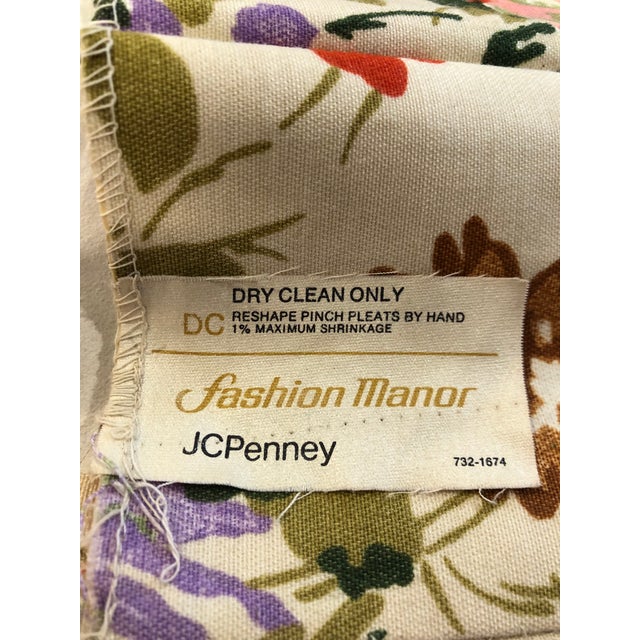 DRY CLEAN ONLY
DC RESHAPE PINCH PLEATS BY HAND
1% MAXIMUM SHRINKAGE
fashion manor
JCPenney
732-1674